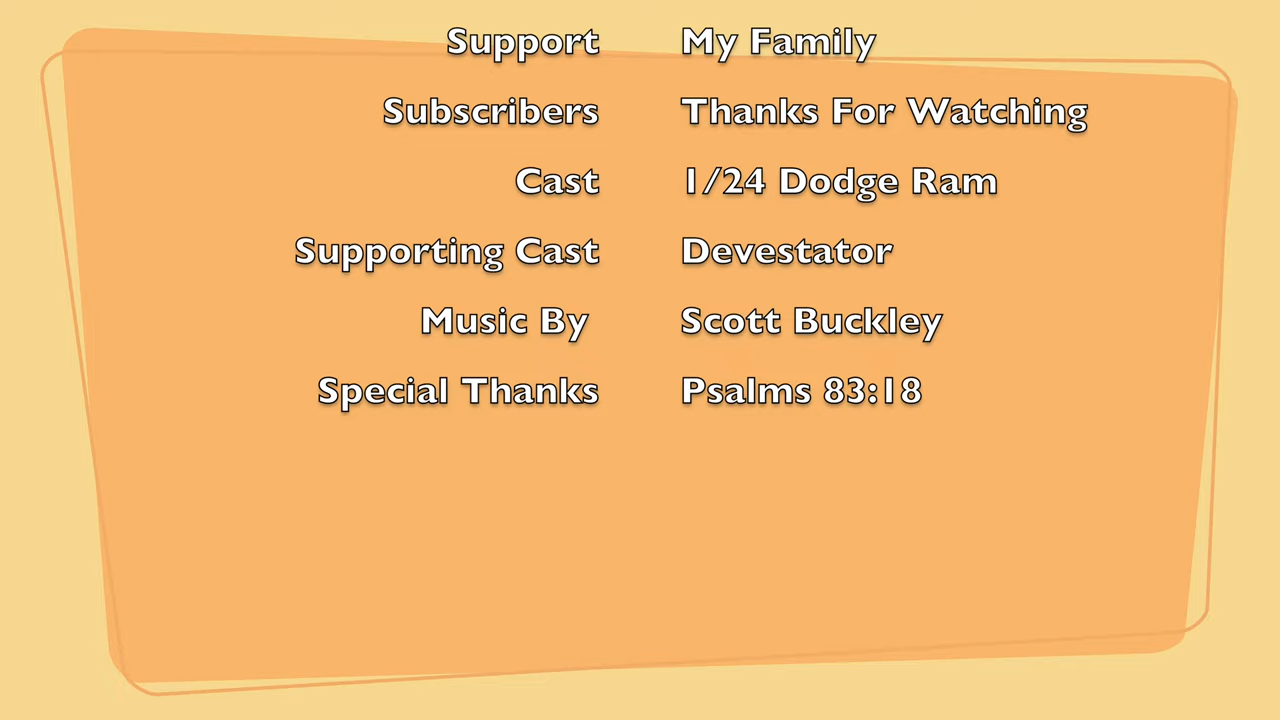 Support My Family
Subscribers Thanks For Watching
Cast 1/24 Dodge Ram
Supporting Cast Devestator
Music By Scott Buckley
Special Thanks Psalms 83:18